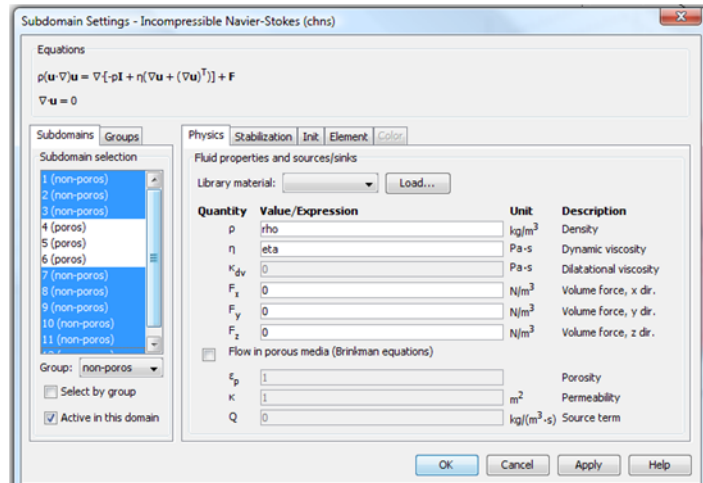 Subdomain Settings - Incompressible Navier-Stokes (chns)
Equations
ρ(u·∇)u = ∇·[-pI + η(∇u + (∇u)ᵀ)] + F
∇·u = 0
Subdomains Groups
Subdomain selection
1 (non-poros)
2 (non-poros)
3 (non-poros)
4 (poros)
5 (poros)
6 (poros)
7 (non-poros)
8 (non-poros)
9 (non-poros)
10 (non-poros)
11 (non-poros)
Group: non-poros
Select by group
Active in this domain
Physics Stabilization Init Element Color
Fluid properties and sources/sinks
Library material: Load...
Quantity Value/Expression Unit Description
ρ rho kg/m³ Density
η eta Pa·s Dynamic viscosity
κdv 0 Pa·s Dilatational viscosity
Fx 0 N/m³ Volume force, x dir.
Fy 0 N/m³ Volume force, y dir.
Fz 0 N/m³ Volume force, z dir.
Flow in porous media (Brinkman equations)
εp 1 Porosity
κ 1 m² Permeability
Q 0 kg/(m³·s) Source term
OK Cancel Apply Help